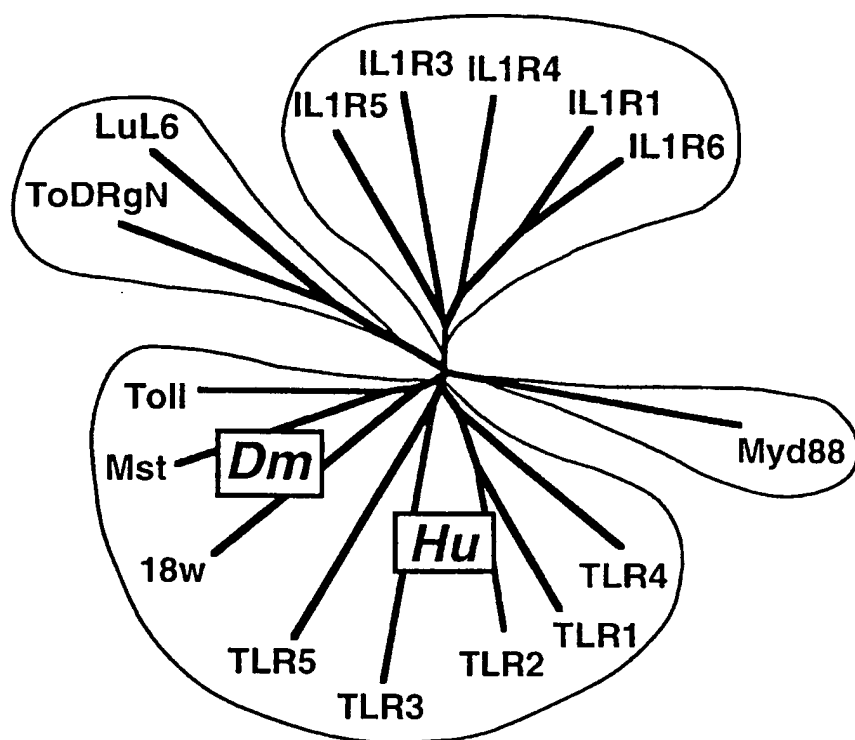 IL1R3
IL1R4
IL1R5
IL1R1
LuL6
IL1R6
ToDRgN
Toll
Dm
Mst
Myd88
Hu
18w
TLR4
TLR1
TLR5
TLR2
TLR3